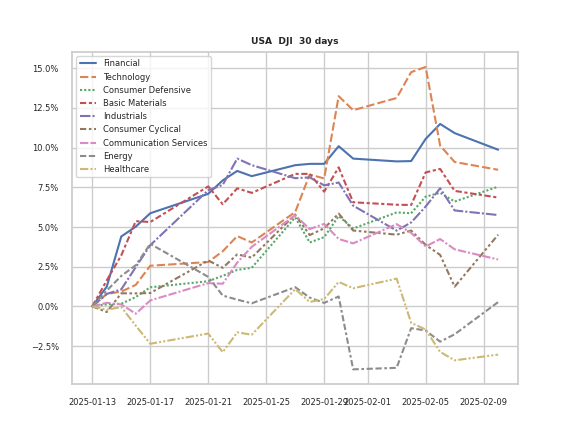 USA  DJI  30 days
Financial
Technology
Consumer Defensive
Basic Materials
Industrials
Consumer Cyclical
Communication Services
Energy
Healthcare
15.0%
12.5%
10.0%
7.5%
5.0%
2.5%
0.0%
−2.5%
2025-01-13 2025-01-17 2025-01-21 2025-01-25 2025-01-29 2025-02-01 2025-02-05 2025-02-09